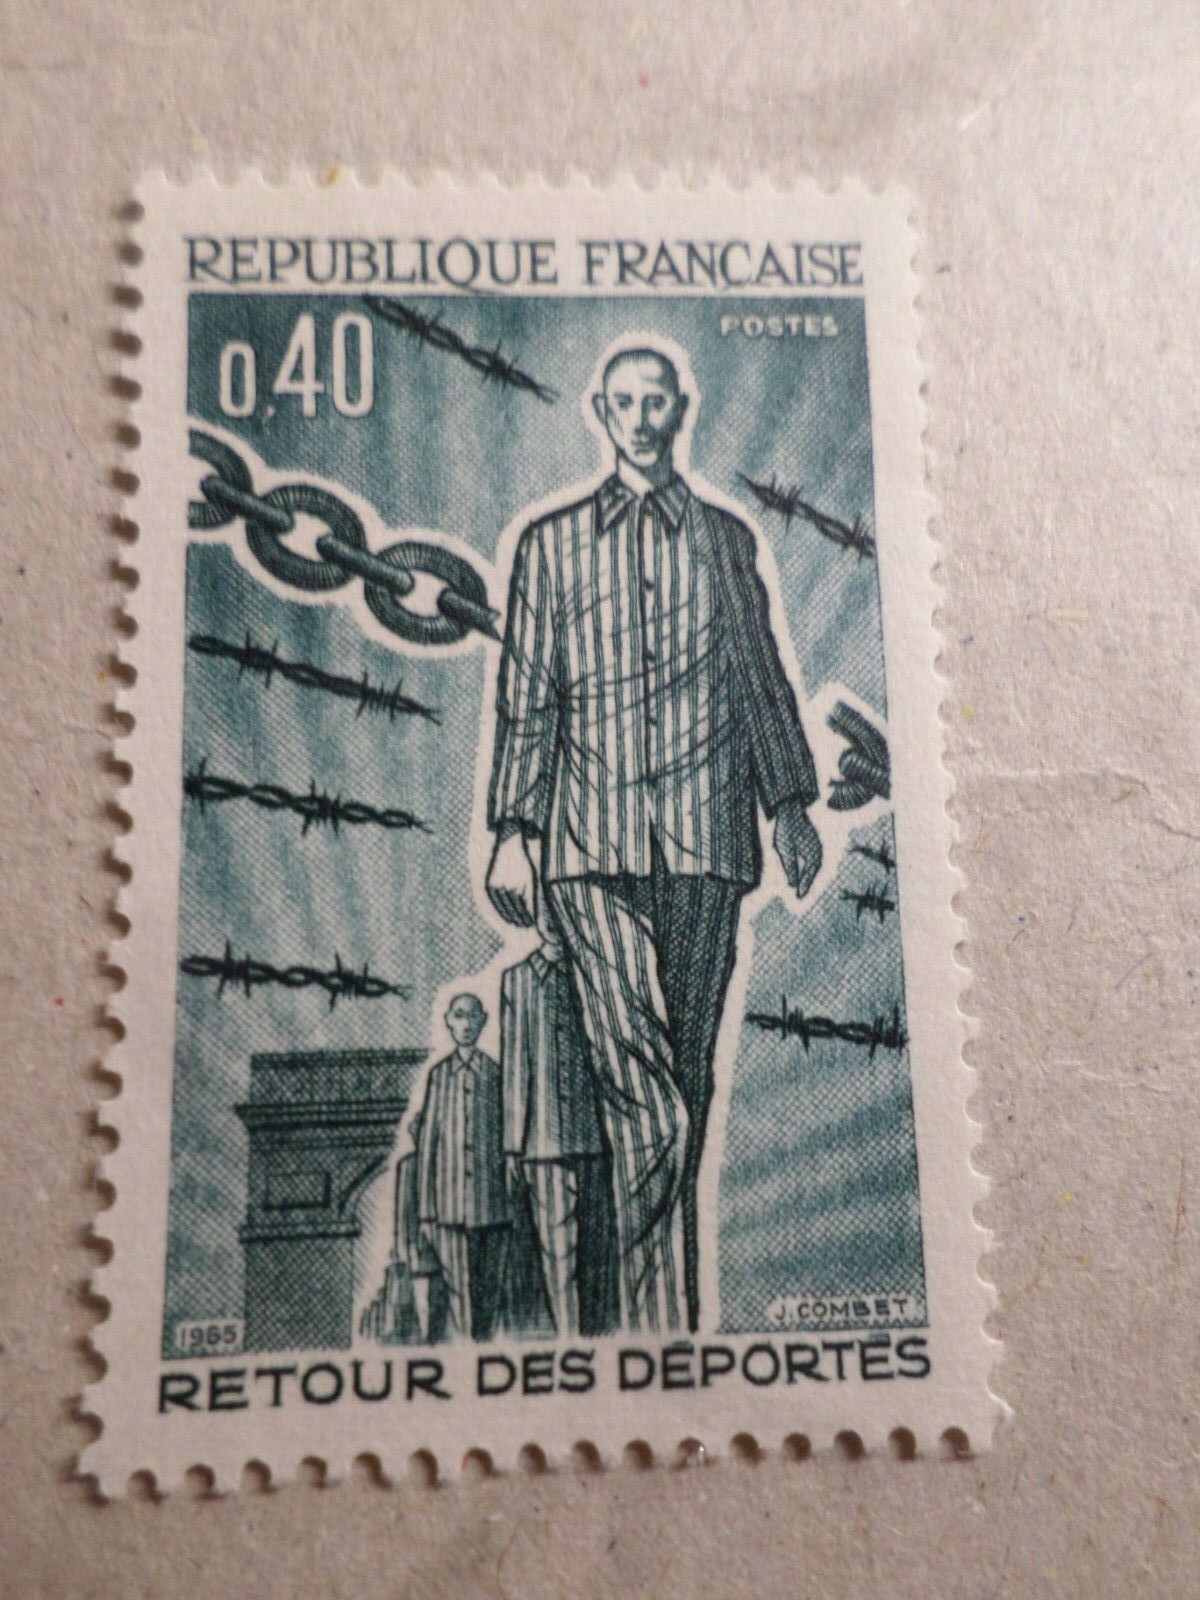 REPUBLIQUE FRANÇAISE
0,40
POSTES
J. COMBET
1965
RETOUR DES DÉPORTÉS